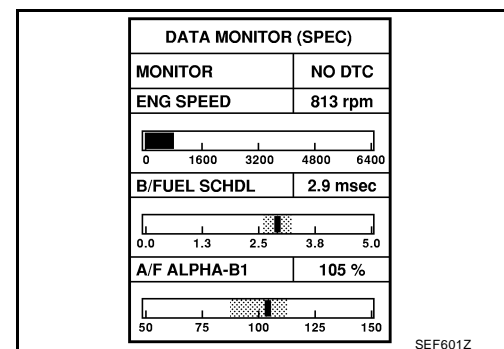 DATA MONITOR (SPEC)
MONITOR NO DTC
ENG SPEED 813 rpm
0 1600 3200 4800 6400
B/FUEL SCHDL 2.9 msec
0.0 1.3 2.5 3.8 5.0
A/F ALPHA-B1 105 %
50 75 100 125 150
SEF601Z